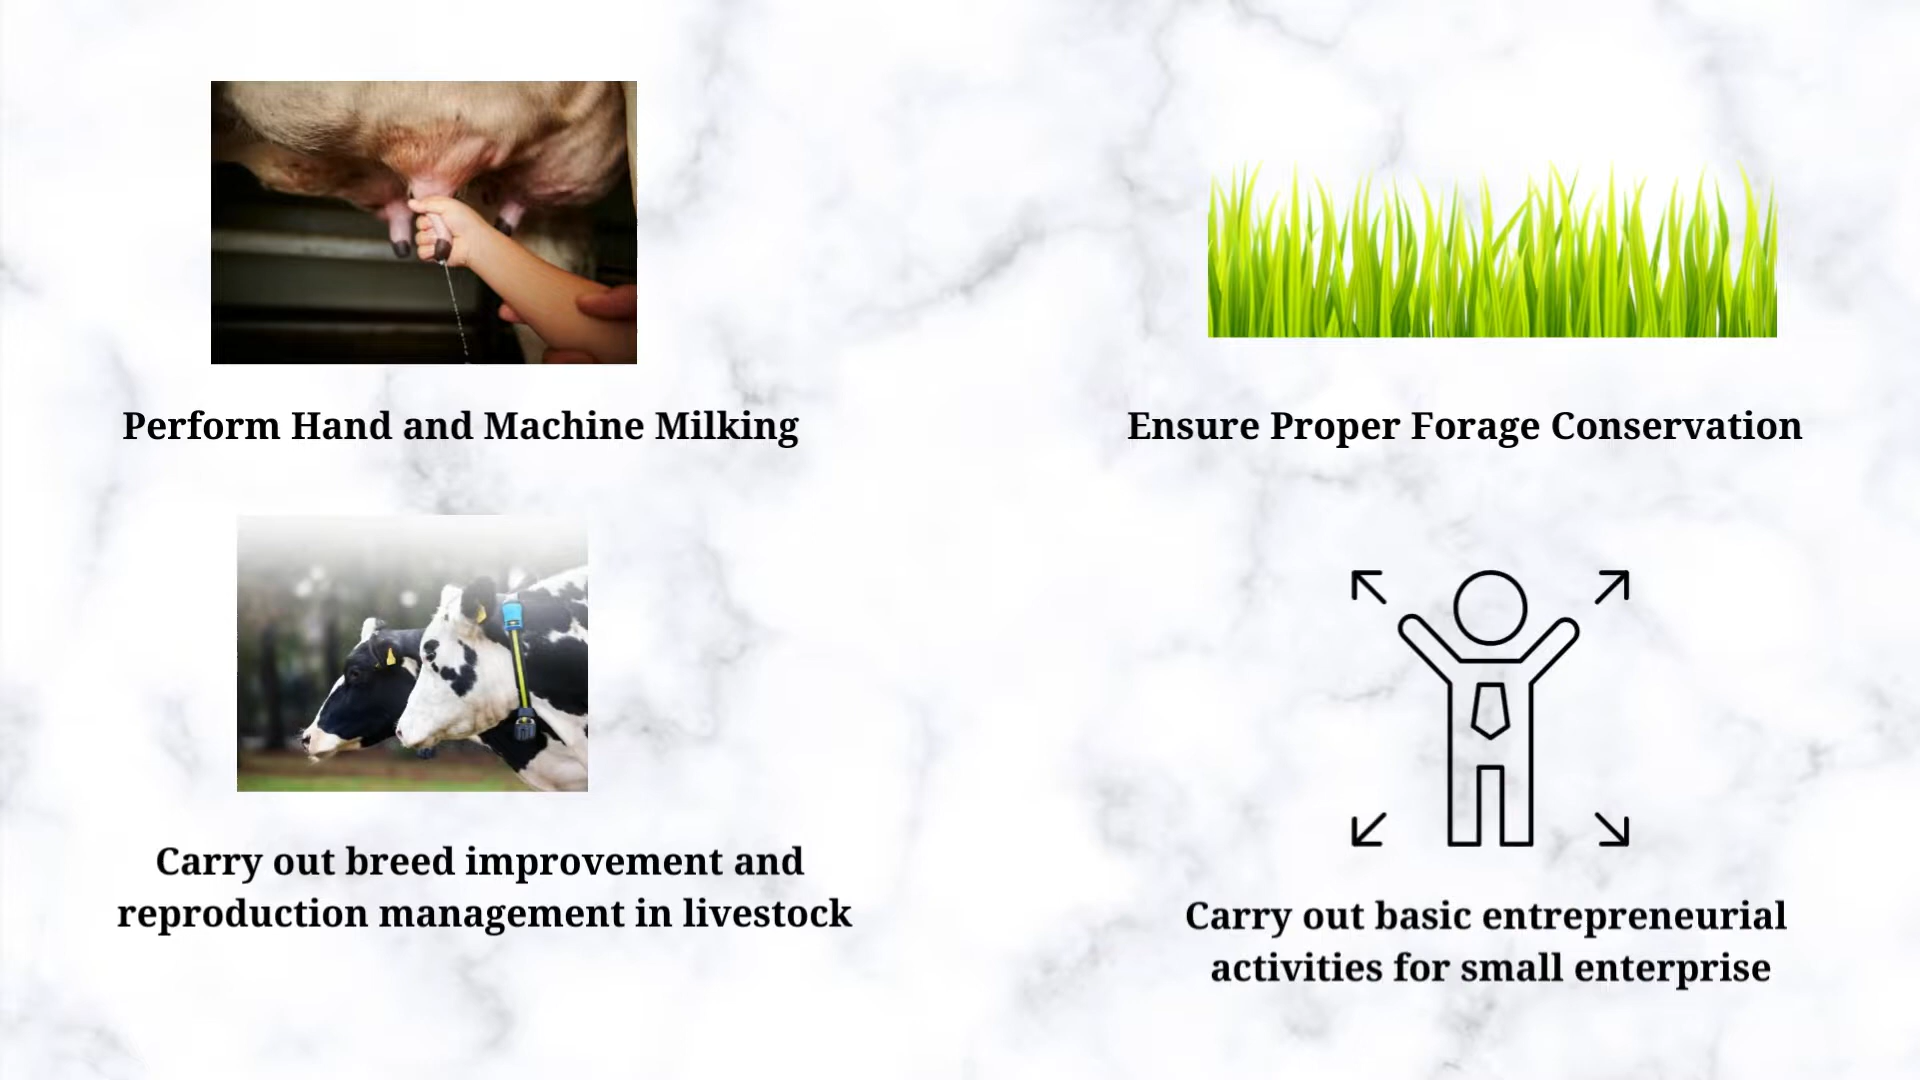 Perform Hand and Machine Milking
Ensure Proper Forage Conservation
Carry out breed improvement and
reproduction management in livestock
Carry out basic entrepreneurial
activities for small enterprise